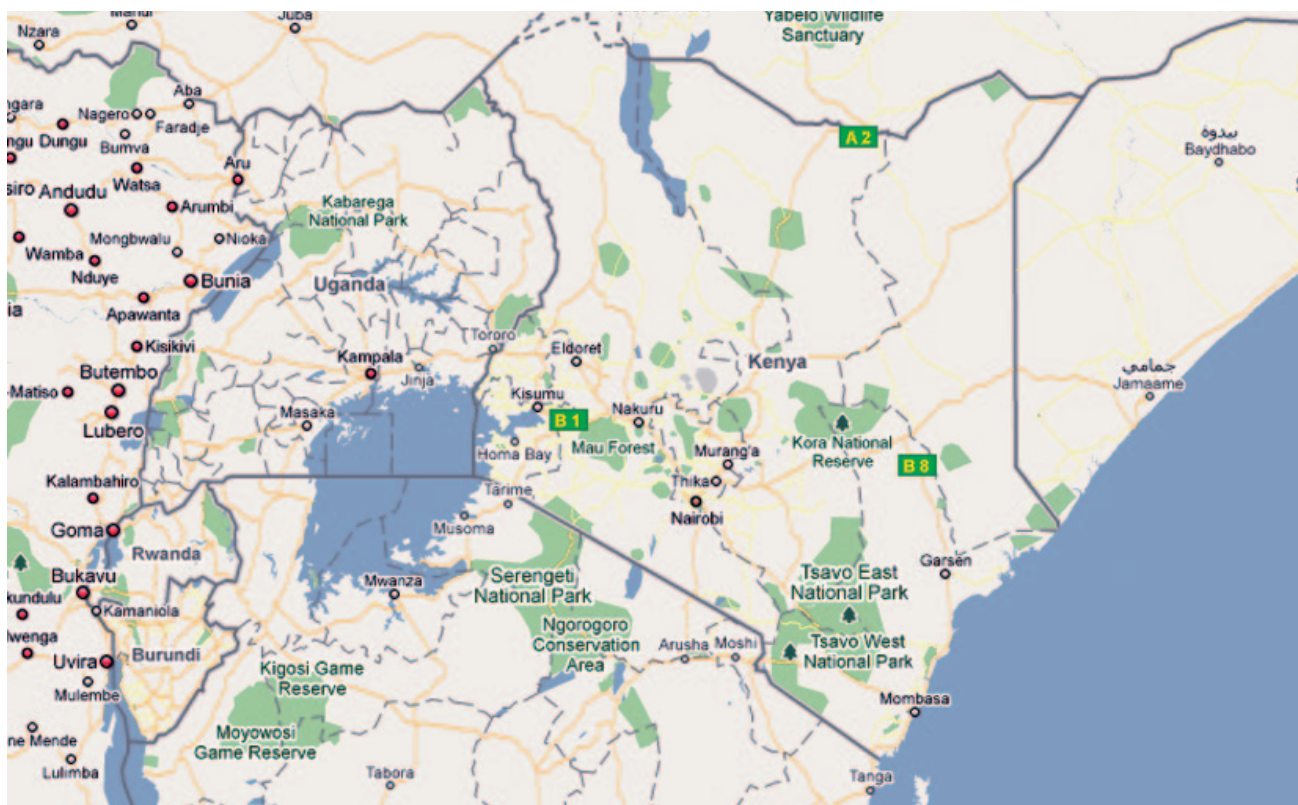 Mahdi
Juba
Nzara
Yabelo Wildlife
Sanctuary
Aba
Nagero
Faradje
Dungu
Bumva
Watsa
Aru
Andudu
Arumbi
Mongbwalu
Nioka
Wamba
Nduye
Bunia
Apawanta
Kisikivi
Butembo
Matiso
Lubero
Kalambahiro
Goma
Rwanda
Bukavu
Kamaniola
Uvira
Burundi
Mulembe
Lulimba
Kabarega
National Park
Uganda
Tororo
Kampala
Jinja
Masaka
A 2
بيدوة
Baydhabo
Eldoret
Kenya
Kisumu
B 1
Nakuru
Mau Forest
Homa Bay
Kora National
Reserve
Murang'a
B 8
Thika
Nairobi
جمامي
Jamaame
Tarime
Musoma
Mwanza
Serengeti
National Park
Ngorogoro
Conservation
Area
Garsen
Tsavo East
National Park
Tsavo West
National Park
Arusha
Moshi
Mombasa
Kigosi Game
Reserve
Moyowosi
Game Reserve
Tabora
Tanga